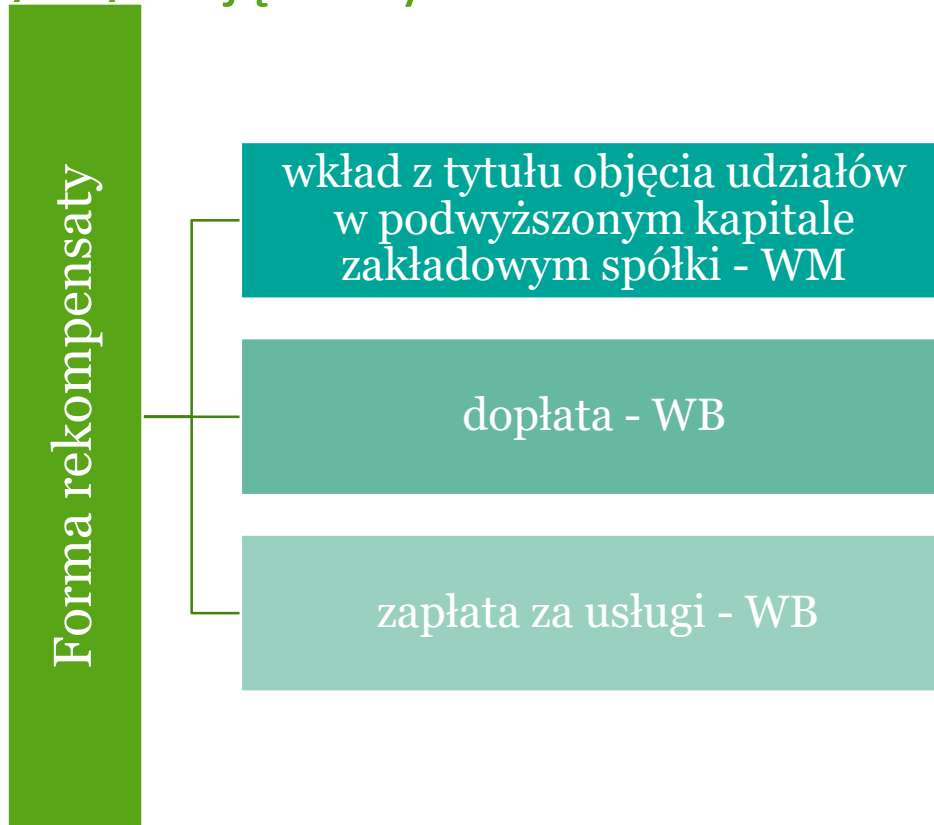 Forma rekompensaty
wkład z tytułu objęcia udziałów
w podwyższonym kapitale
zakładowym spółki - WM
dopłata - WB
zapłata za usługi - WB